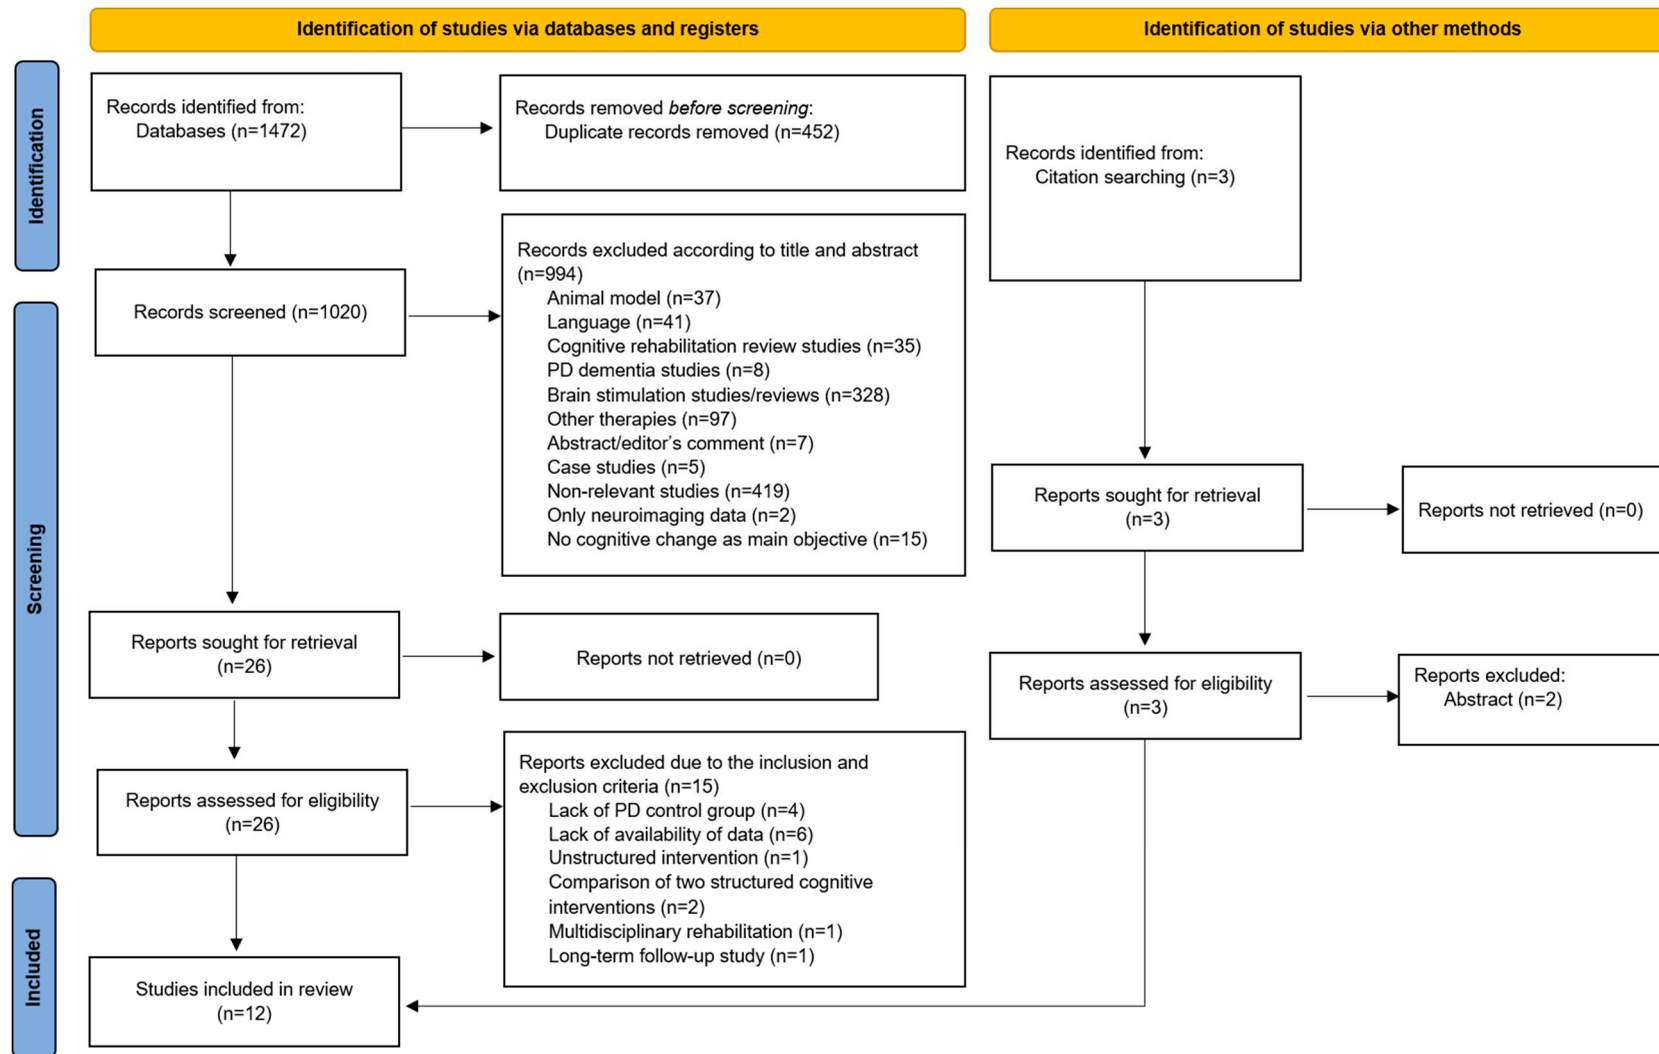 Identification of studies via databases and registers
Identification of studies via other methods
Identification
Records identified from:
Databases (n=1472)
Records removed before screening:
Duplicate records removed (n=452)
Records identified from:
Citation searching (n=3)
Screening
Records screened (n=1020)
Records excluded according to title and abstract
(n=994)
Animal model (n=37)
Language (n=41)
Cognitive rehabilitation review studies (n=35)
PD dementia studies (n=8)
Brain stimulation studies/reviews (n=328)
Other therapies (n=97)
Abstract/editor's comment (n=7)
Case studies (n=5)
Non-relevant studies (n=419)
Only neuroimaging data (n=2)
No cognitive change as main objective (n=15)
Reports sought for retrieval
(n=3)
Reports not retrieved (n=0)
Reports sought for retrieval
(n=26)
Reports not retrieved (n=0)
Reports assessed for eligibility
(n=3)
Reports excluded:
Abstract (n=2)
Reports assessed for eligibility
(n=26)
Reports excluded due to the inclusion and
exclusion criteria (n=15)
Lack of PD control group (n=4)
Lack of availability of data (n=6)
Unstructured intervention (n=1)
Comparison of two structured cognitive
interventions (n=2)
Multidisciplinary rehabilitation (n=1)
Long-term follow-up study (n=1)
Included
Studies included in review
(n=12)